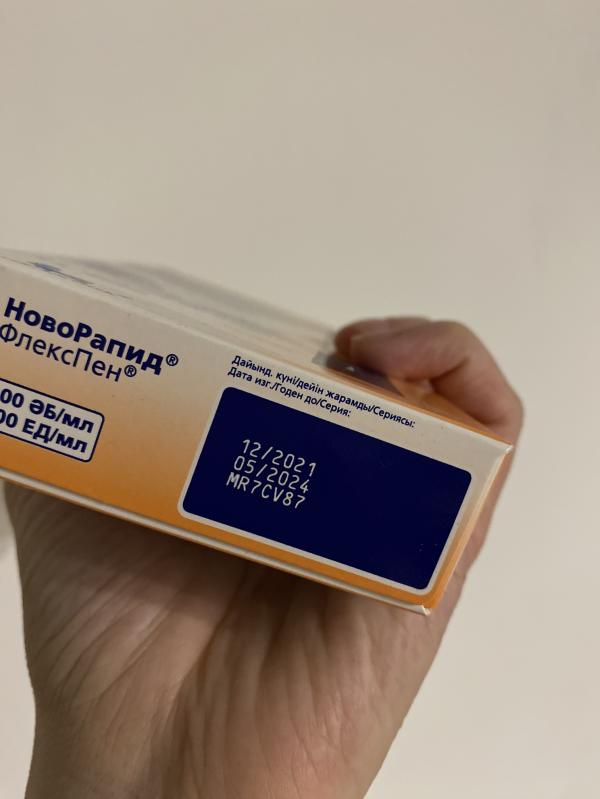 НовоРапид®
ФлексПен®
00 ӘБ/мл
00 ЕД/мл
Дайынд. күні/дейін жарамды/Сериясы:
Дата изг./Годен до/Серия:
12/2021
05/2024
MR7CV87